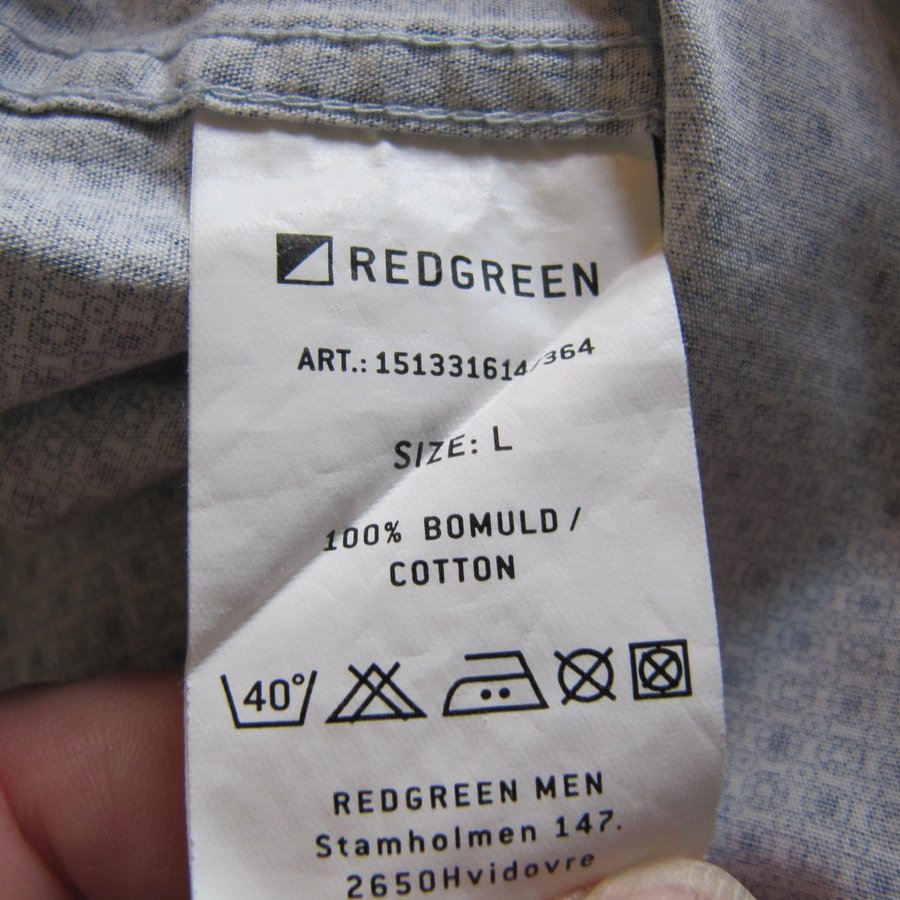 REDGREEN
ART.: 151331614/364
SIZE: L
100% BOMULD /
COTTON
40°
REDGREEN MEN
Stamholmen 147.
2650Hvidovre